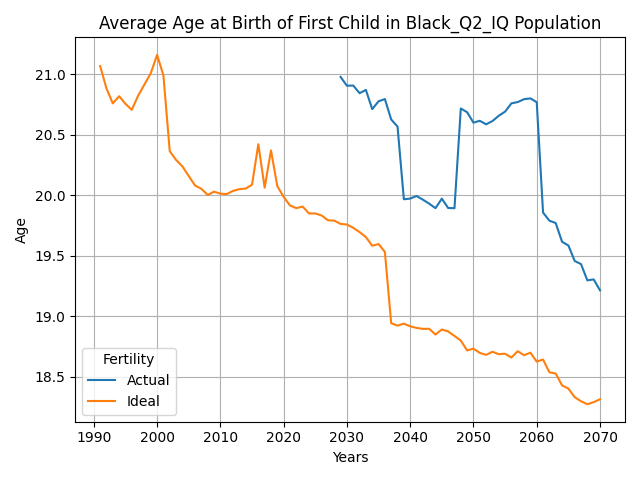 Average Age at Birth of First Child in Black_Q2_IQ Population
Age
21.0
20.5
20.0
19.5
19.0
18.5
Fertility
Actual
Ideal
1990 2000 2010 2020 2030 2040 2050 2060 2070
Years